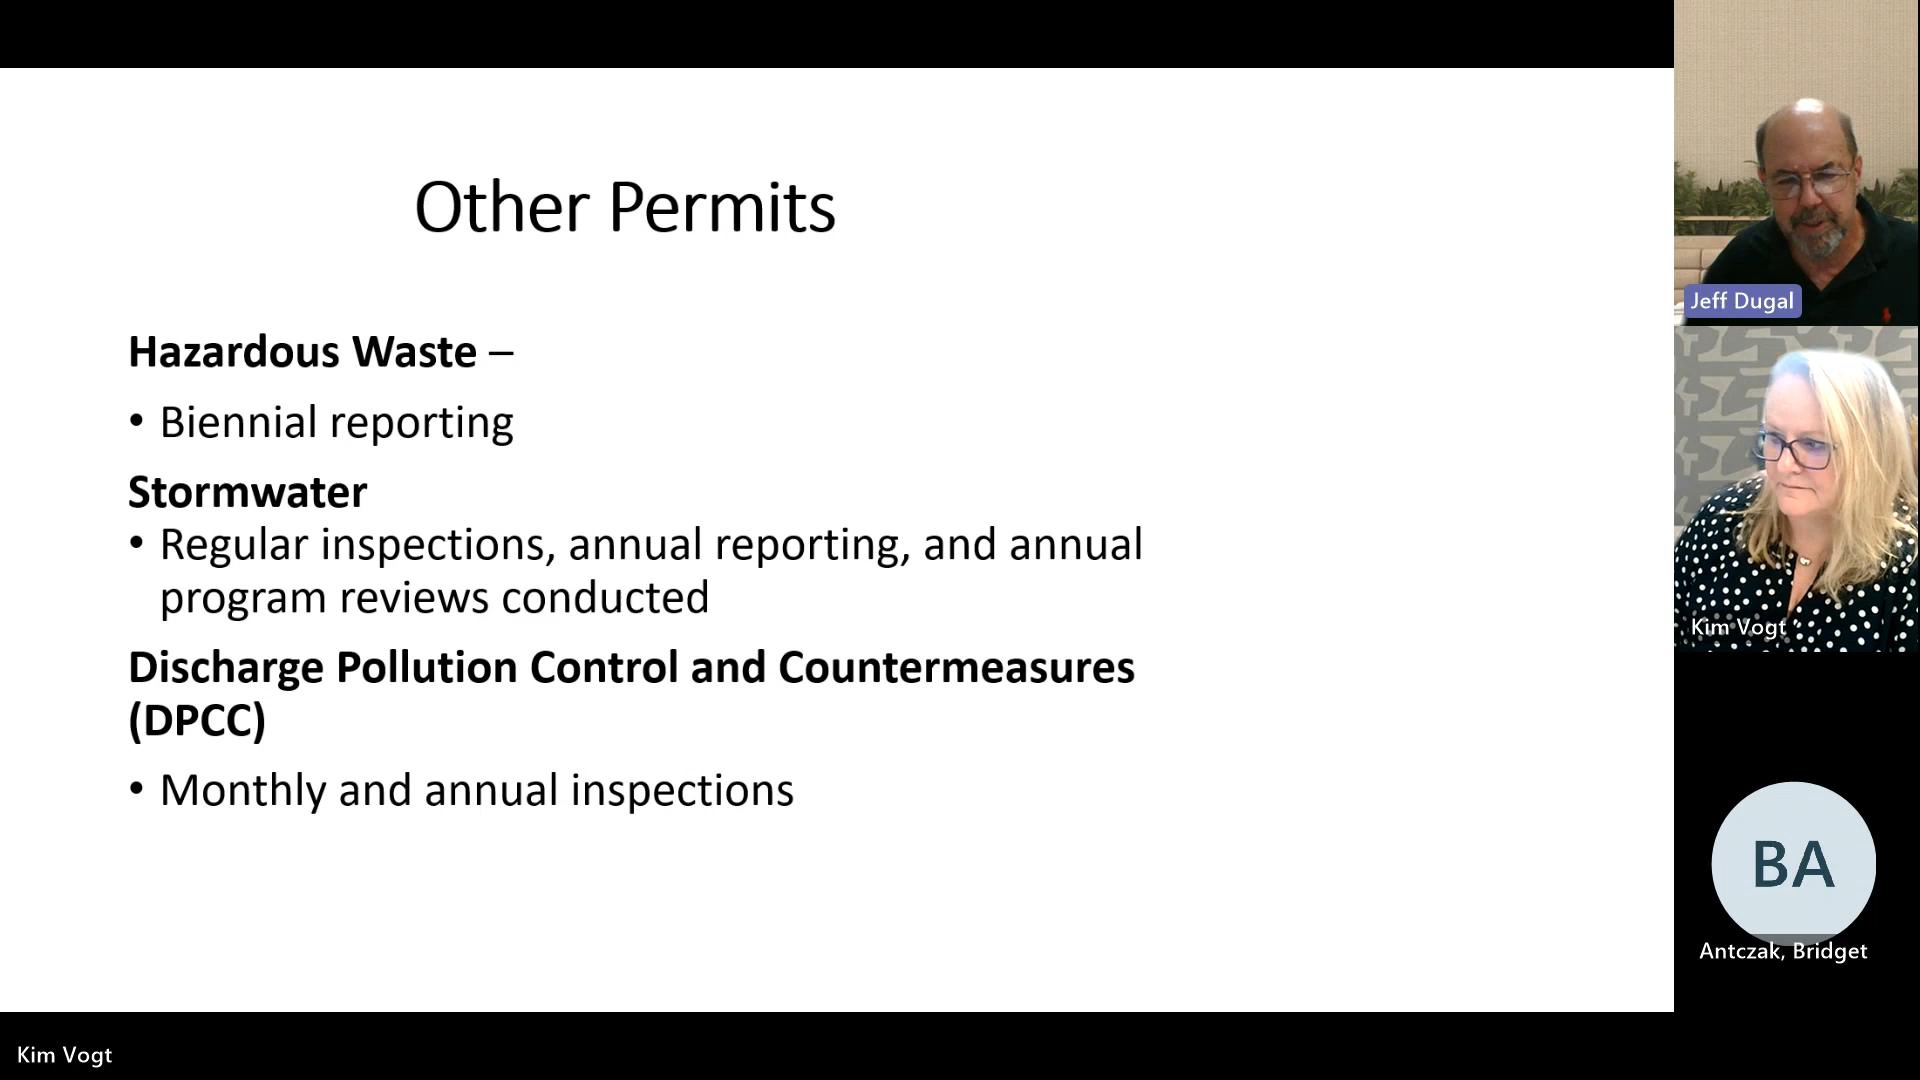 Other Permits
Hazardous Waste –
• Biennial reporting
Stormwater
• Regular inspections, annual reporting, and annual
program reviews conducted
Discharge Pollution Control and Countermeasures
(DPCC)
• Monthly and annual inspections
Jeff Dugal
Kim Vogt
BA
Antczak, Bridget
Kim Vogt